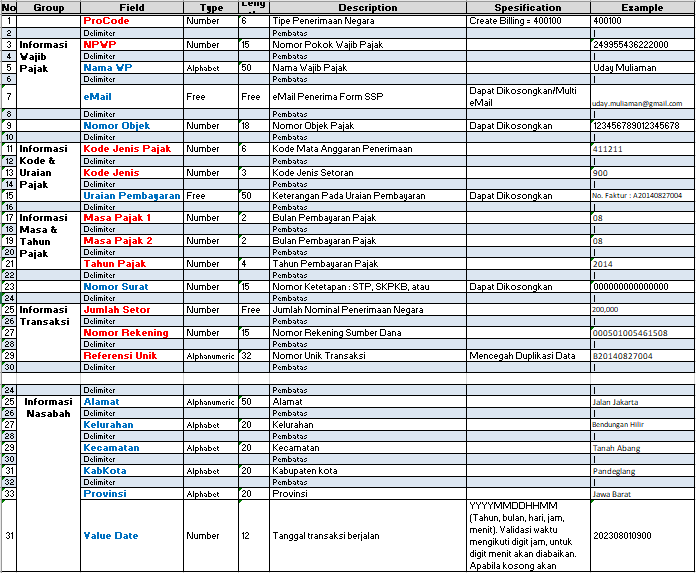 No Group Field Type Leng Description Spesification Example
1 ProCode Number 6 Tipe Penerimaan Negara Create Billing = 400100 400100
2 Delimiter Pembatas |
3 Informasi Wajib Pajak NPWP Number 15 Nomor Pokok Wajib Pajak 249955436222000
4 Delimiter Pembatas |
5 Nama WP Alphabet 50 Nama Wajib Pajak Uday Muliaman
6 Delimiter Pembatas |
7 eMail Free Free eMail Penerima Form SSP Dapat Dikosongkan/Multi eMail uday.muliaman@gmail.com
8 Delimiter Pembatas |
9 Nomor Objek Number 18 Nomor Objek Pajak Dapat Dikosongkan 123456789012345678
10 Delimiter Pembatas |
11 Informasi Kode & Uraian Pajak Kode Jenis Pajak Number 6 Kode Mata Anggaran Penerimaan 411211
12 Delimiter Pembatas |
13 Kode Jenis Number 3 Kode Jenis Setoran 900
14 Delimiter Pembatas |
15 Uraian Pembayaran Free 50 Keterangan Pada Uraian Pembayaran Dapat Dikosongkan No. Faktur : A20140827004
16 Delimiter Pembatas |
17 Informasi Masa & Tahun Pajak Masa Pajak 1 Number 2 Bulan Pembayaran Pajak 08
18 Delimiter Pembatas |
19 Masa Pajak 2 Number 2 Bulan Pembayaran Pajak 08
20 Delimiter Pembatas |
21 Tahun Pajak Number 4 Tahun Pembayaran Pajak 2014
22 Delimiter Pembatas |
23 Nomor Surat Number 15 Nomor Ketetapan : STP, SKPKB, atau Dapat Dikosongkan 000000000000000
24 Delimiter Pembatas |
25 Informasi Transaksi Jumlah Setor Number Free Jumlah Nominal Penerimaan Negara 200,000
26 Delimiter Pembatas |
27 Nomor Rekening Number 15 Nomor Rekening Sumber Dana 000501005461508
28 Delimiter Pembatas |
29 Referensi Unik Alphanumeric 32 Nomor Unik Transaksi Mencegah Duplikasi Data B20140827004
30 Delimiter Pembatas |
24 Delimiter Pembatas |
25 Informasi Nasabah Alamat Alphanumeric 50 Alamat Jalan Jakarta
26 Delimiter Pembatas |
27 Kelurahan Alphabet 20 Kelurahan Bendungan Hilir
28 Delimiter Pembatas |
29 Kecamatan Alphabet 20 Kecamatan Tanah Abang
30 Delimiter Pembatas |
31 KabKota Alphabet 20 Kabupaten kota Pandeglang
32 Delimiter Pembatas |
33 Provinsi Alphabet 20 Provinsi Jawa Barat
31 Value Date Number 12 Tanggal transaksi berjalan YYYYMMDDHHMM (Tahun, bulan, hari, jam, menit). Validasi waktu mengikuti digit jam, untuk digit menit akan diabaikan. Apabila kosong akan 202308010900